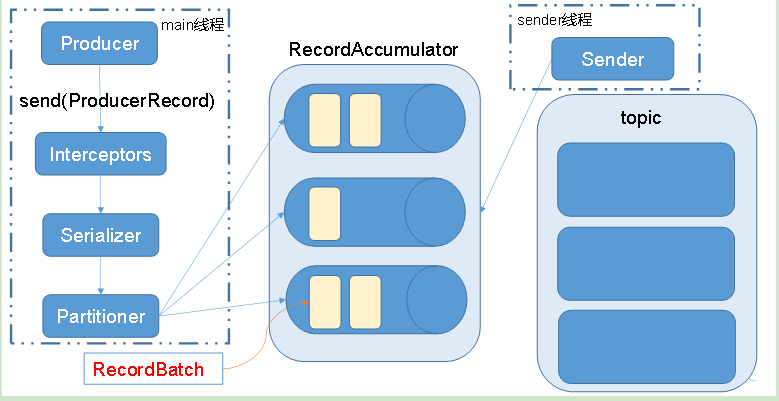 main线程
Producer
send(ProducerRecord)
Interceptors
Serializer
Partitioner
RecordBatch
RecordAccumulator
sender线程
Sender
topic